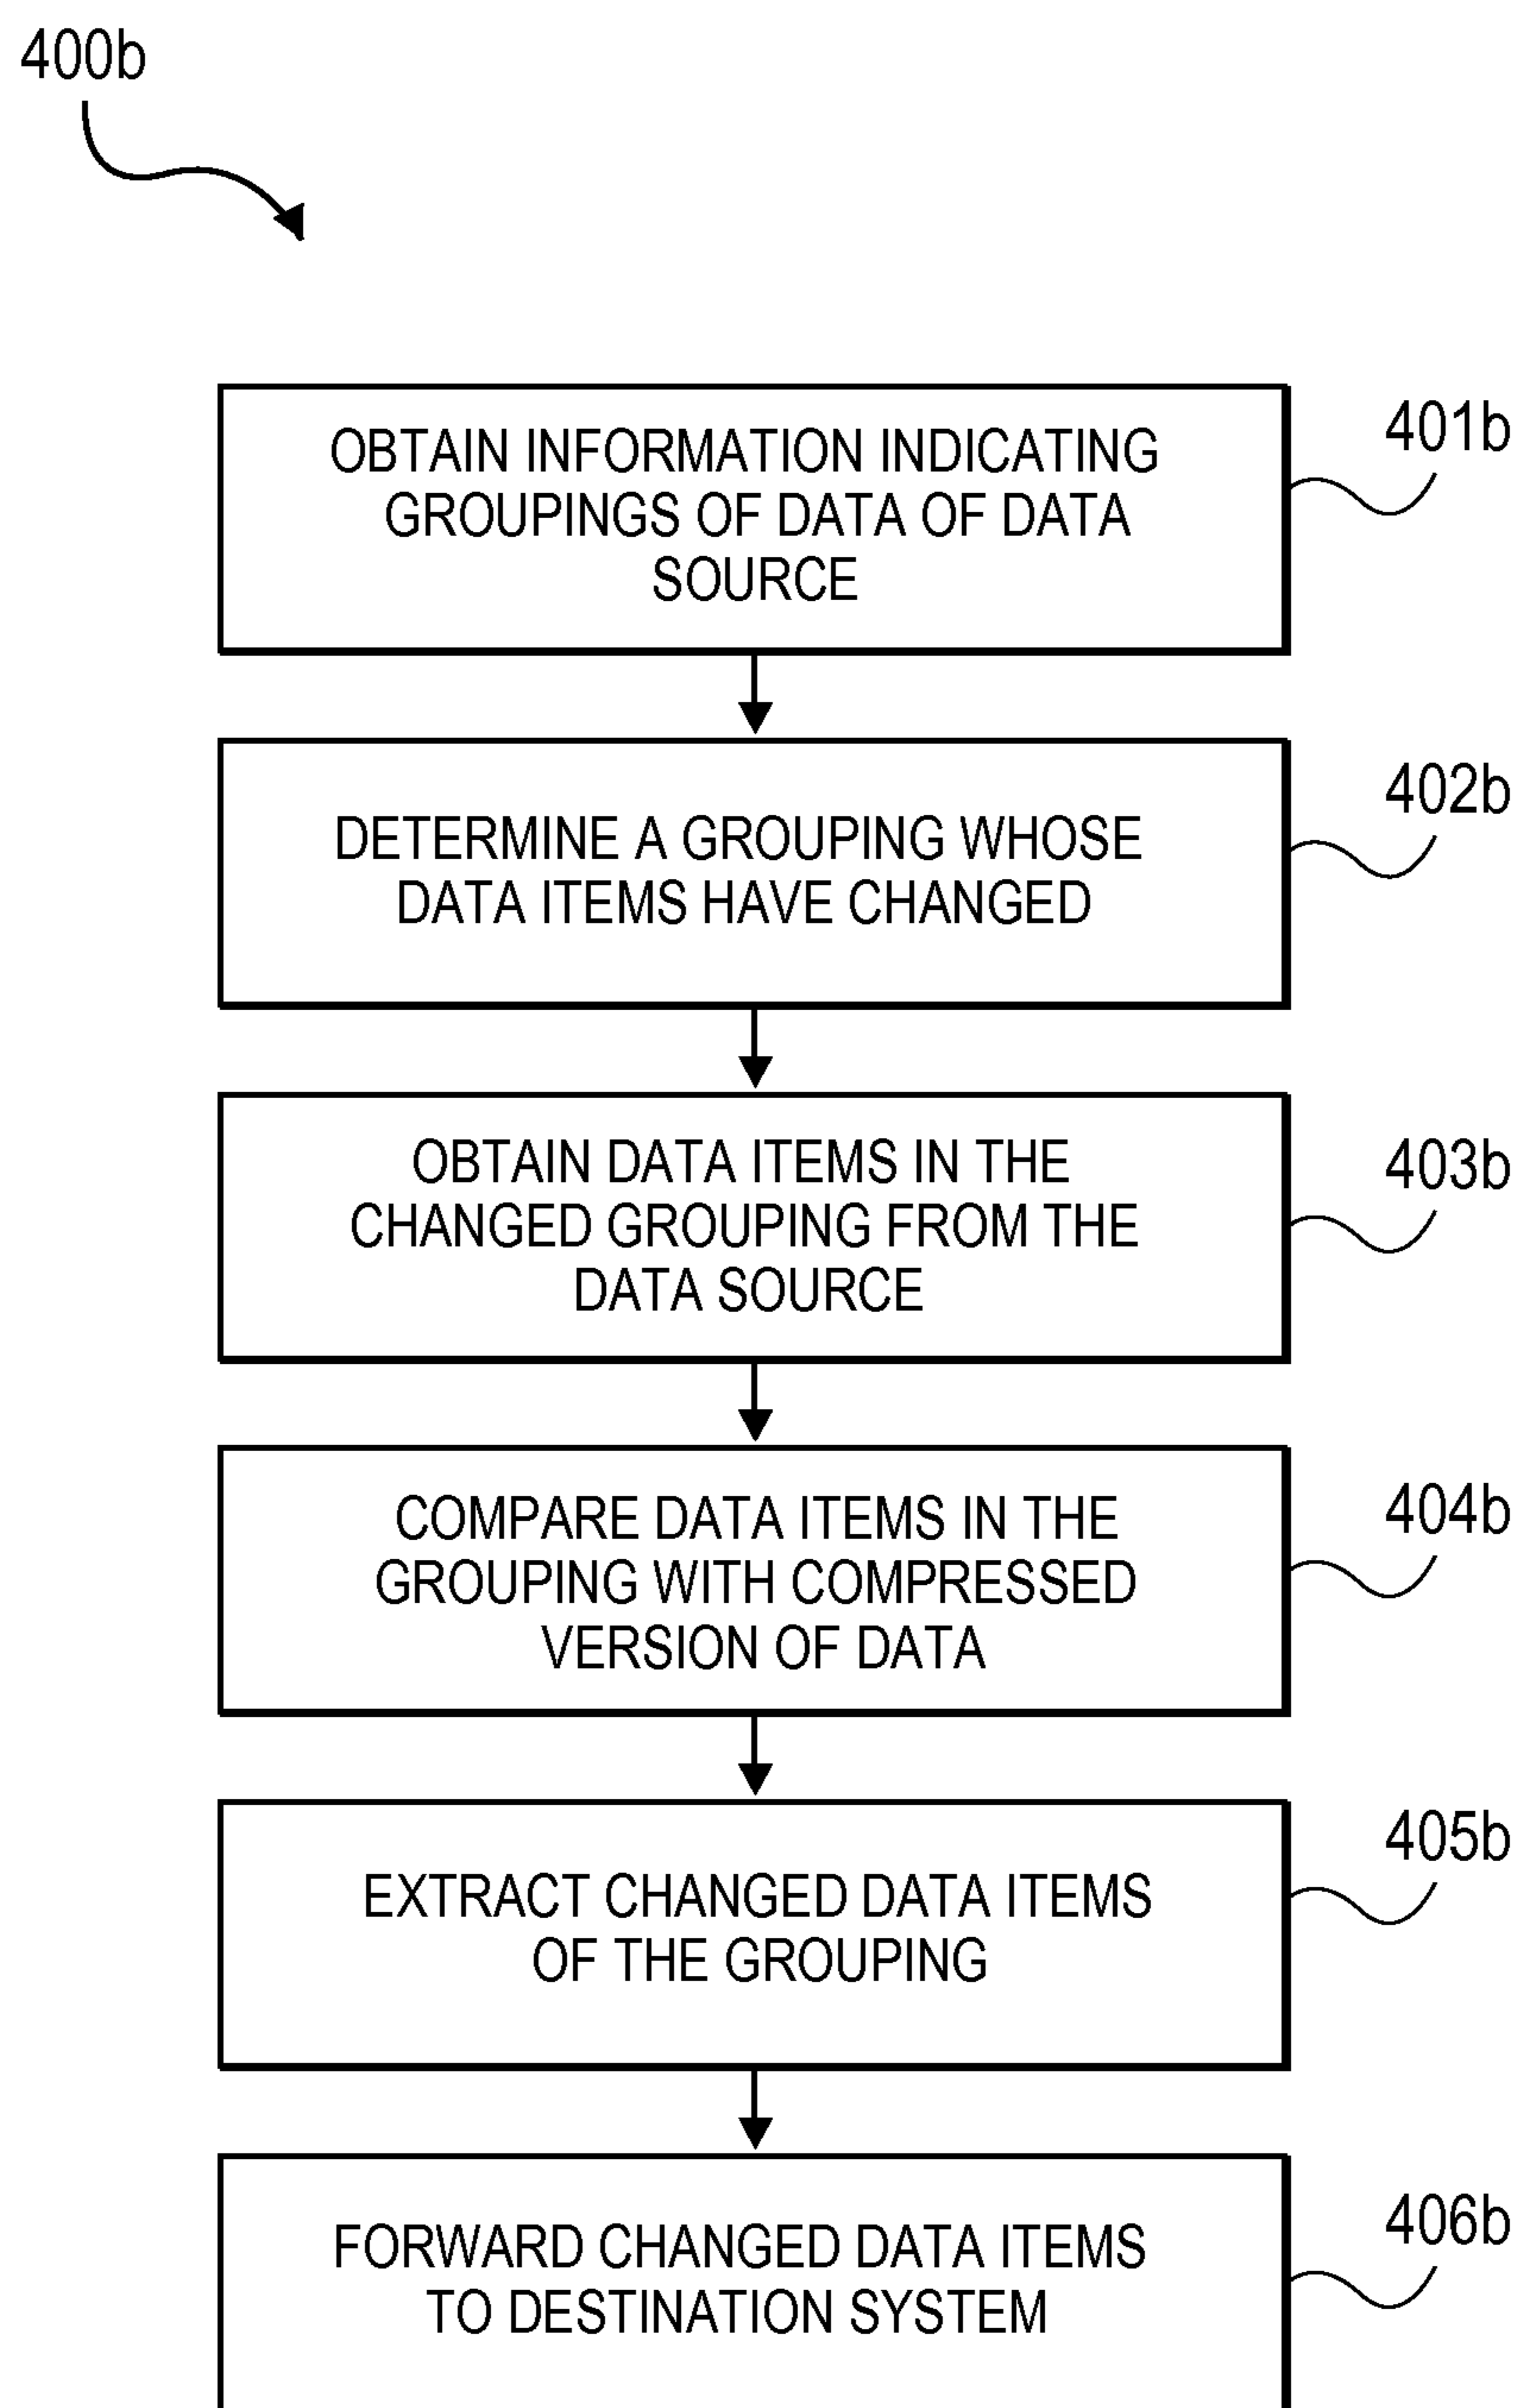 400b
OBTAIN INFORMATION INDICATING
GROUPINGS OF DATA OF DATA
SOURCE
401b
DETERMINE A GROUPING WHOSE
DATA ITEMS HAVE CHANGED
402b
OBTAIN DATA ITEMS IN THE
CHANGED GROUPING FROM THE
DATA SOURCE
403b
COMPARE DATA ITEMS IN THE
GROUPING WITH COMPRESSED
VERSION OF DATA
404b
EXTRACT CHANGED DATA ITEMS
OF THE GROUPING
405b
FORWARD CHANGED DATA ITEMS
TO DESTINATION SYSTEM
406b